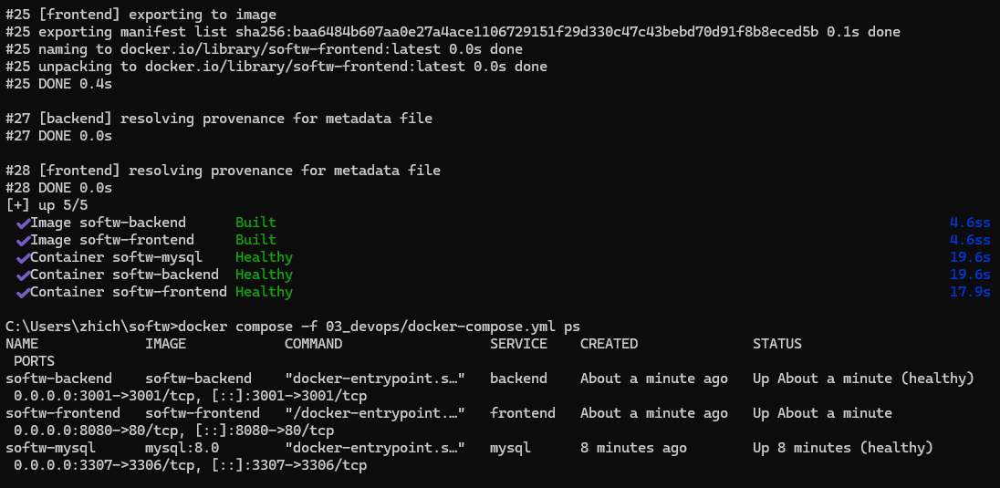 #25 [frontend] exporting to image
#25 exporting manifest list sha256:baa6484b607aa0e27a4ace1106729151f29d330c47c43bebd70d91f8b8eced5b 0.1s done
#25 naming to docker.io/library/softw-frontend:latest 0.0s done
#25 unpacking to docker.io/library/softw-frontend:latest 0.0s done
#25 DONE 0.4s

#27 [backend] resolving provenance for metadata file
#27 DONE 0.0s

#28 [frontend] resolving provenance for metadata file
#28 DONE 0.0s
[+] up 5/5
✔Image softw-backend Built 4.6ss
✔Image softw-frontend Built 4.6ss
✔Container softw-mysql Healthy 19.6s
✔Container softw-backend Healthy 19.6s
✔Container softw-frontend Healthy 17.9s

C:\Users\zhich\softw>docker compose -f 03_devops/docker-compose.yml ps
NAME IMAGE COMMAND SERVICE CREATED STATUS
PORTS
softw-backend softw-backend "docker-entrypoint.s…" backend About a minute ago Up About a minute (healthy)
0.0.0.0:3001->3001/tcp, [::]:3001->3001/tcp
softw-frontend softw-frontend "/docker-entrypoint.…" frontend About a minute ago Up About a minute
0.0.0.0:8080->80/tcp, [::]:8080->80/tcp
softw-mysql mysql:8.0 "docker-entrypoint.s…" mysql 8 minutes ago Up 8 minutes (healthy)
0.0.0.0:3307->3306/tcp, [::]:3307->3306/tcp